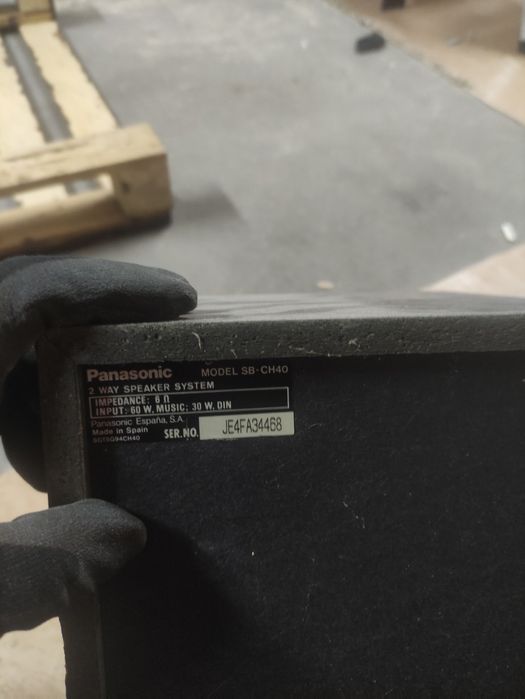 Panasonic MODEL SB-CH40
2 WAY SPEAKER SYSTEM
IMPEDANCE: 6 Ω
INPUT: 60 W. MUSIC: 30 W. DIN
Panasonic España, S.A.
Made in Spain
SER.NO. JE4FA34468